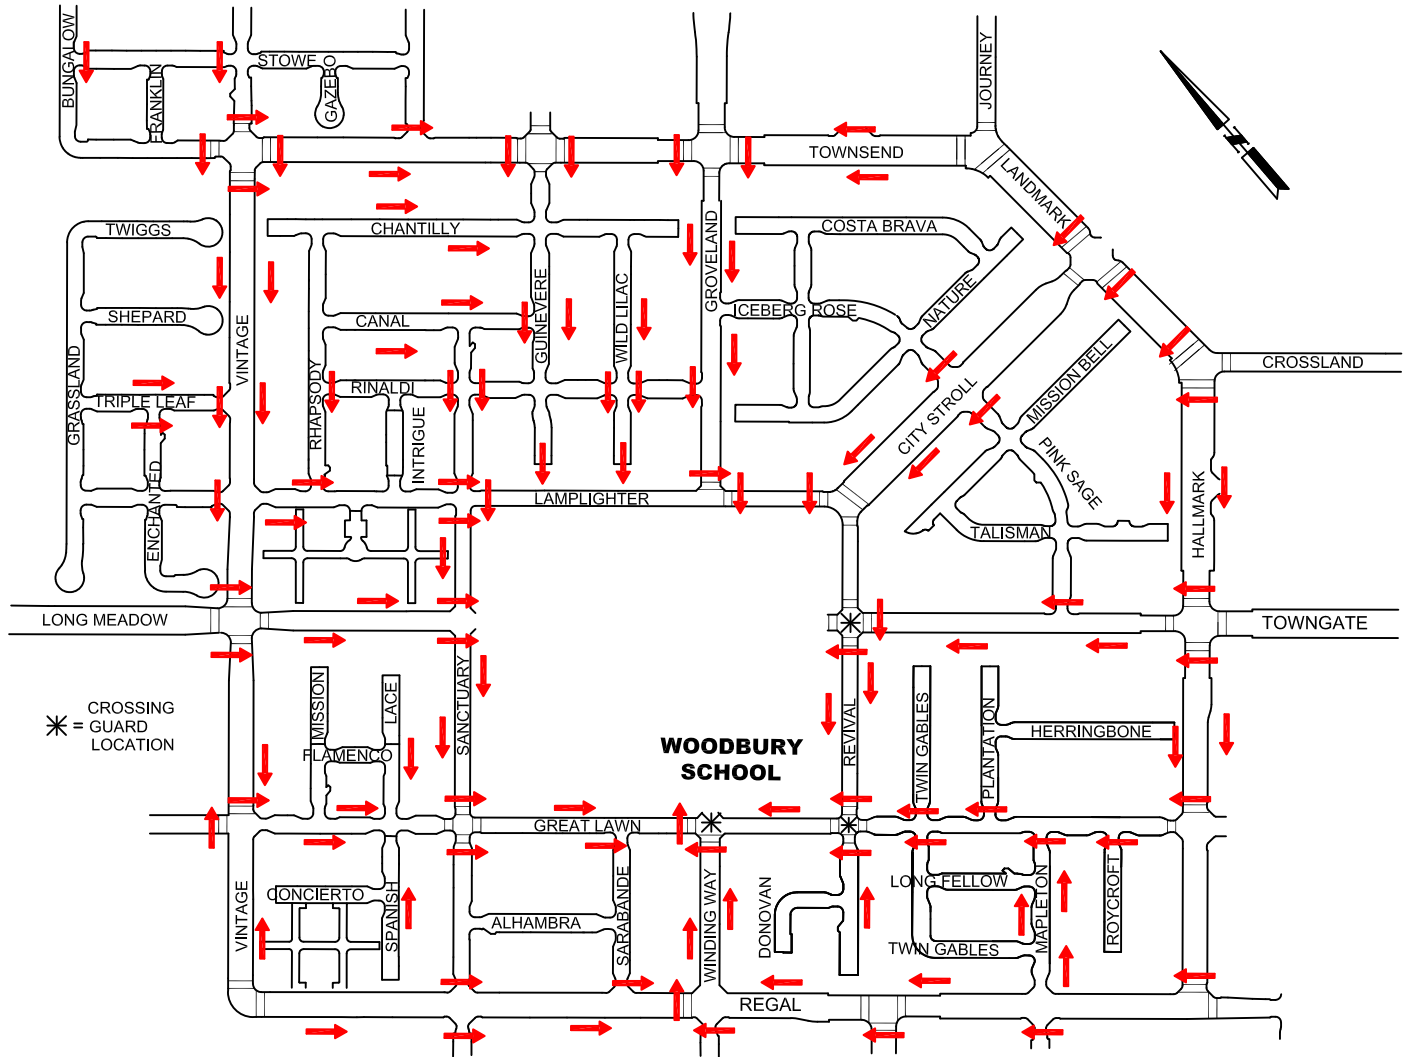 BUNGALOW
FRANKLIN
STOWE
GAZEBO
JOURNEY
TOWNSEND
LANDMARK
N
TWIGGS
CHANTILLY
GROVELAND
COSTA BRAVA
SHEPARD
VINTAGE
CANAL
GUINEVERE
WILD LILAC
ICEBERG ROSE
NATURE
GRASSLAND
TRIPLE LEAF
RHAPSODY
RINALDI
INTRIGUE
CITY STROLL
MISSION BELL
CROSSLAND
PINK SAGE
ENCHANTED
LAMPLIGHTER
TALISMAN
HALLMARK
LONG MEADOW
TOWNGATE
CROSSING
= GUARD
LOCATION
MISSION
LACE
FLAMENCO
SANCTUARY
WOODBURY
SCHOOL
REVIVAL
TWIN GABLES
PLANTATION
HERRINGBONE
GREAT LAWN
VINTAGE
CONCIERTO
SPANISH
ALHAMBRA
SARABANDE
WINDING WAY
DONOVAN
LONG FELLOW
TWIN GABLES
MAPLETON
ROYCROFT
REGAL